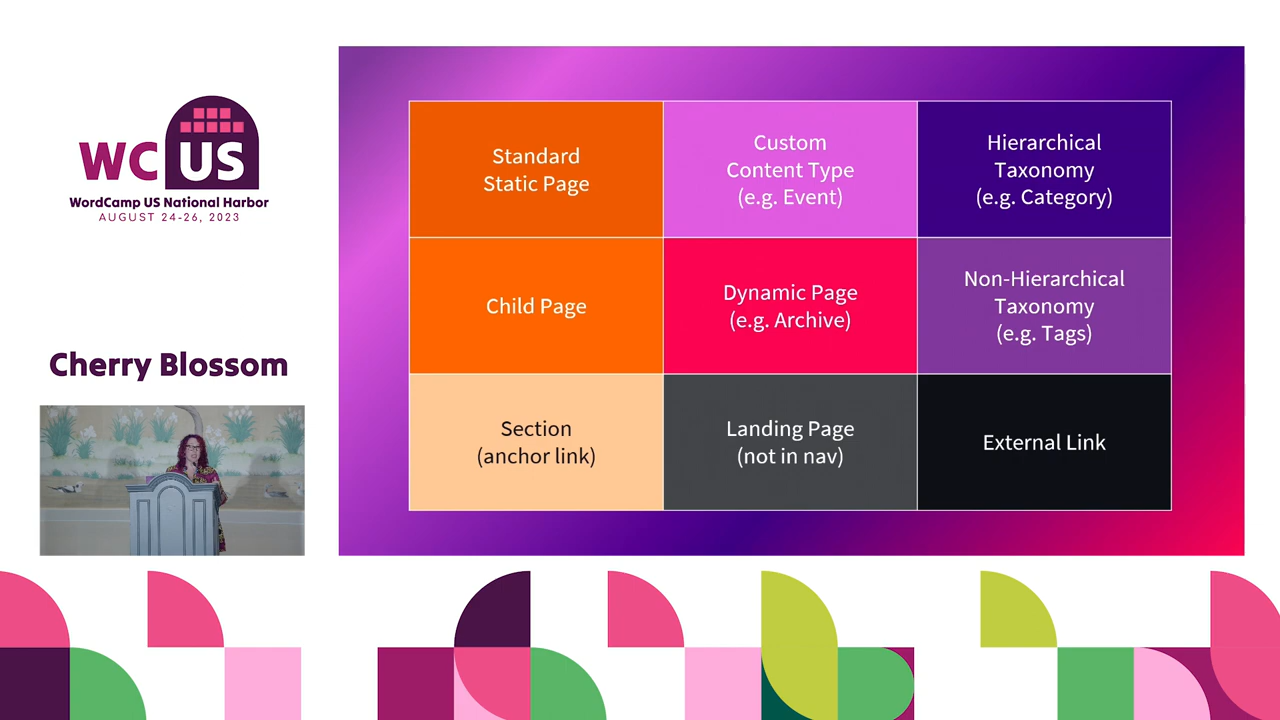 WC US
WordCamp US National Harbor
AUGUST 24-26, 2023
Cherry Blossom
Standard
Static Page
Custom
Content Type
(e.g. Event)
Hierarchical
Taxonomy
(e.g. Category)
Child Page
Dynamic Page
(e.g. Archive)
Non-Hierarchical
Taxonomy
(e.g. Tags)
Section
(anchor link)
Landing Page
(not in nav)
External Link